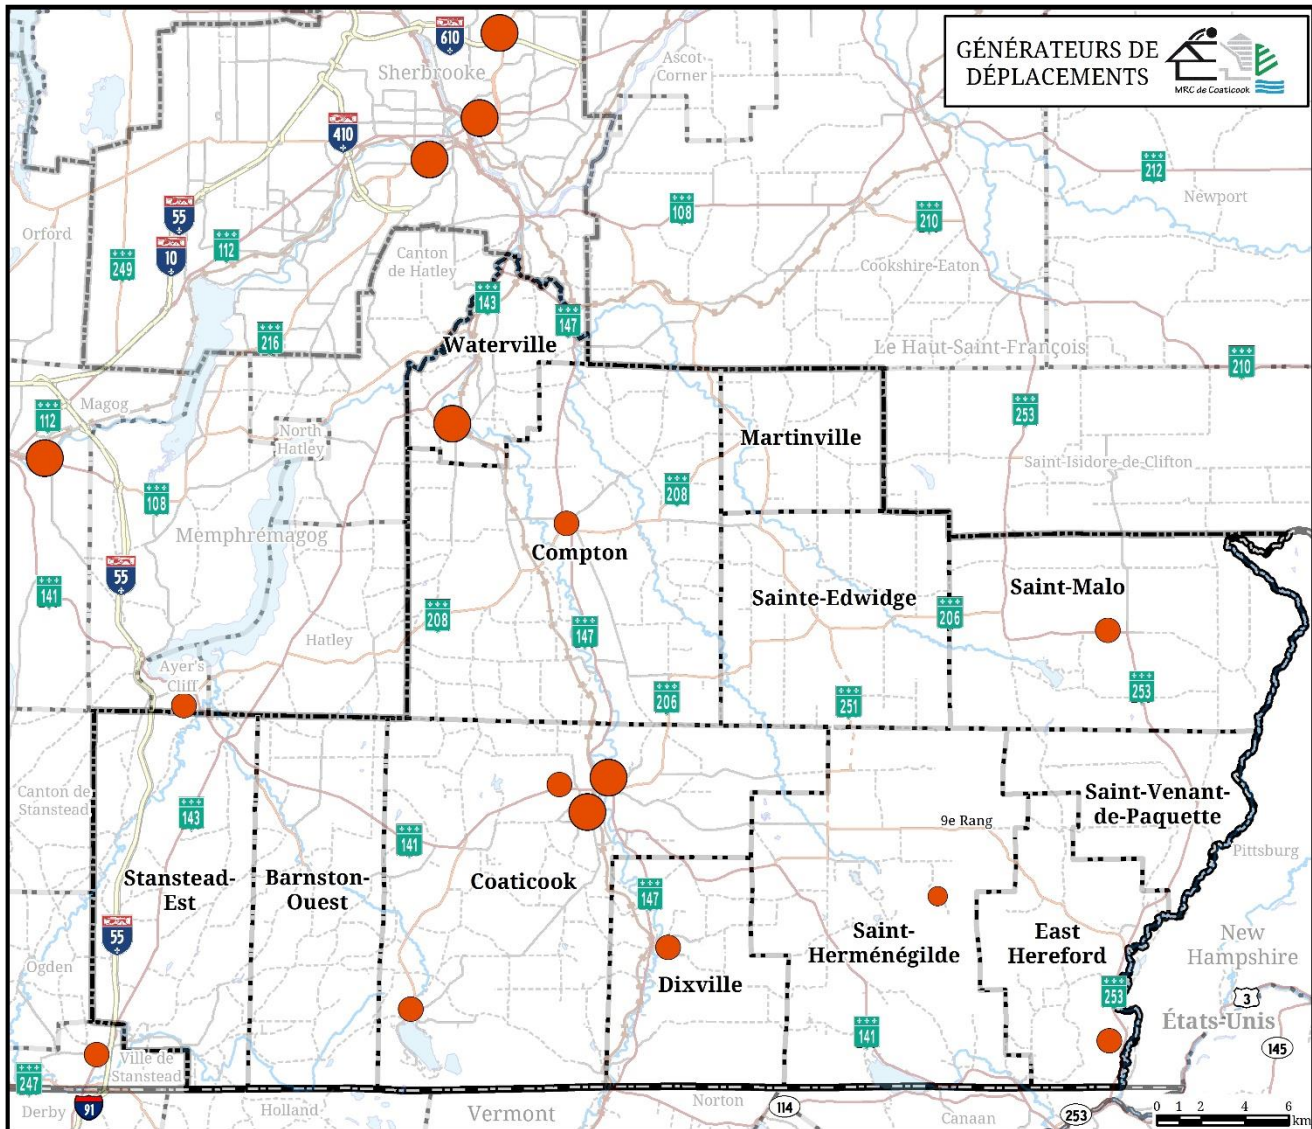 GÉNÉRATEURS DE
DÉPLACEMENTS
MRC de Coaticook
610
Sherbrooke
Ascot
Corner
410
212
Newport
55
108
210
Orford
112
249
10
Canton
de Hatley
Cookshire-Eaton
143
147
216
Waterville
Le Haut-Saint-François
210
112
Magog
253
North
Hatley
Martinville
Saint-Isidore-de-Clifton
108
208
Memphrémagog
Compton
55
141
208
Sainte-Edwidge
206
Saint-Malo
147
Hatley
Ayer's
Cliff
206
251
253
Canton de
Stanstead
143
141
9e Rang
Saint-Venant-
de-Paquette
Pittsburg
Stanstead-
Est
Barnston-
Ouest
Coaticook
147
Saint-
Herménégilde
East
Hereford
55
New
Hampshire
Ogden
Dixville
253
3
États-Unis
141
145
Ville de
Stanstead
247
91
Derby
Holland
Vermont
Norton
114
Canaan
253
0 1 2 4 6
km